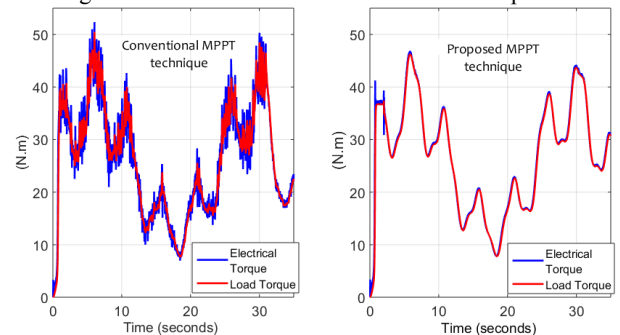 Conventional MPPT
technique
(N.m)
50
40
30
20
10
0
0 10 20 30
Time (seconds)
Electrical
Torque
Load Torque
Proposed MPPT
technique
(N.m)
50
40
30
20
10
0
0 10 20 30
Time (seconds)
Electrical
Torque
Load Torque